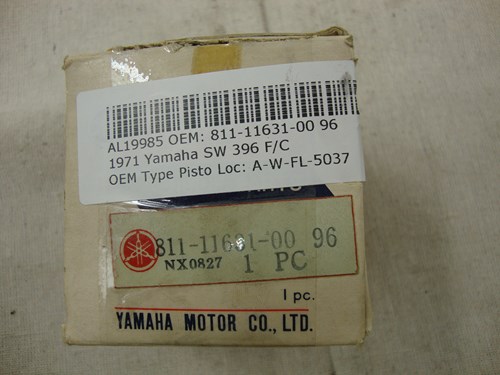 AL19985 OEM: 811-11631-00 96
1971 Yamaha SW 396 F/C
OEM Type Pisto Loc: A-W-FL-5037
811-11631-00 96
NX0827 1 PC
1 pc.
YAMAHA MOTOR CO., LTD.